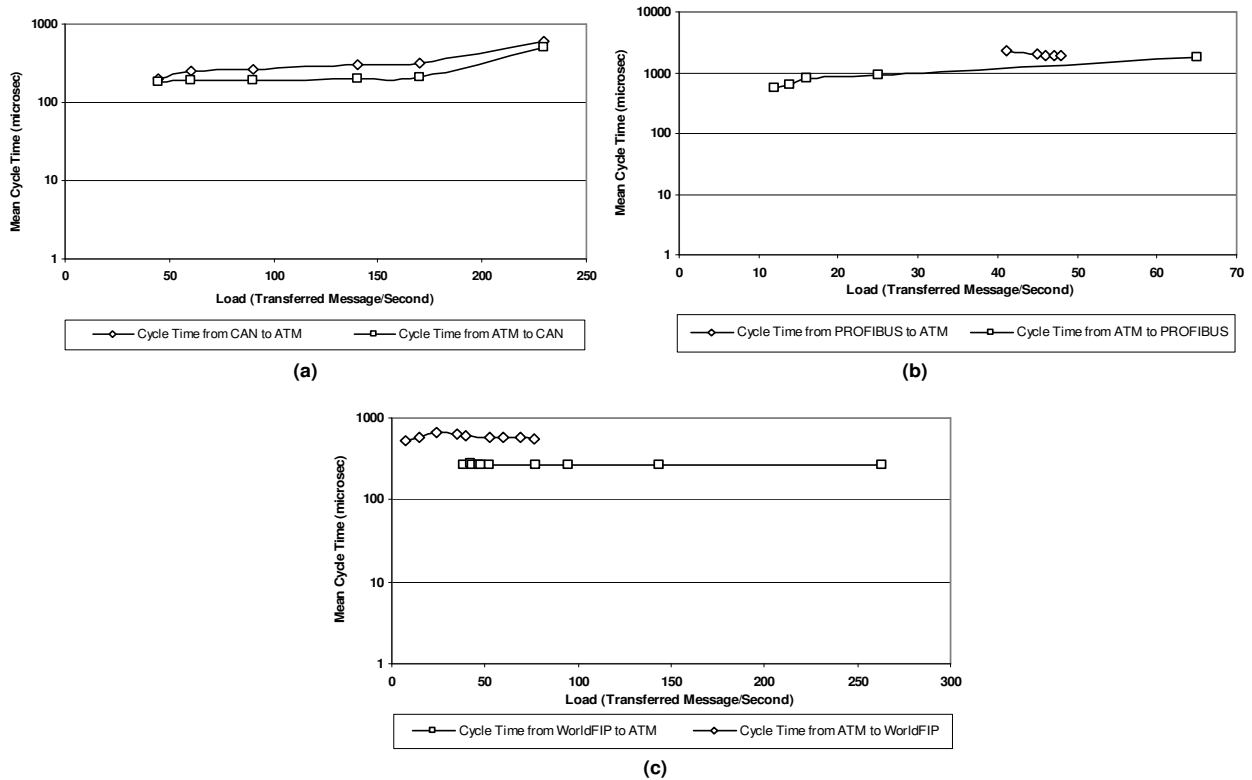 1000
100
10
1
Mean Cycle Time (microsec)
0 50 100 150 200 250
Load (Transferred Message/Second)
Cycle Time from CAN to ATM Cycle Time from ATM to CAN
(a)
10000
1000
100
10
1
Mean Cycle Time (microsec)
0 10 20 30 40 50 60 70
Load (Transferred Message/Second)
Cycle Time from PROFIBUS to ATM Cycle Time from ATM to PROFIBUS
(b)
1000
100
10
1
Mean Cycle Time (microsec)
0 50 100 150 200 250 300
Load (Transferred Message/Second)
Cycle Time from WorldFIP to ATM Cycle Time from ATM to WorldFIP
(c)